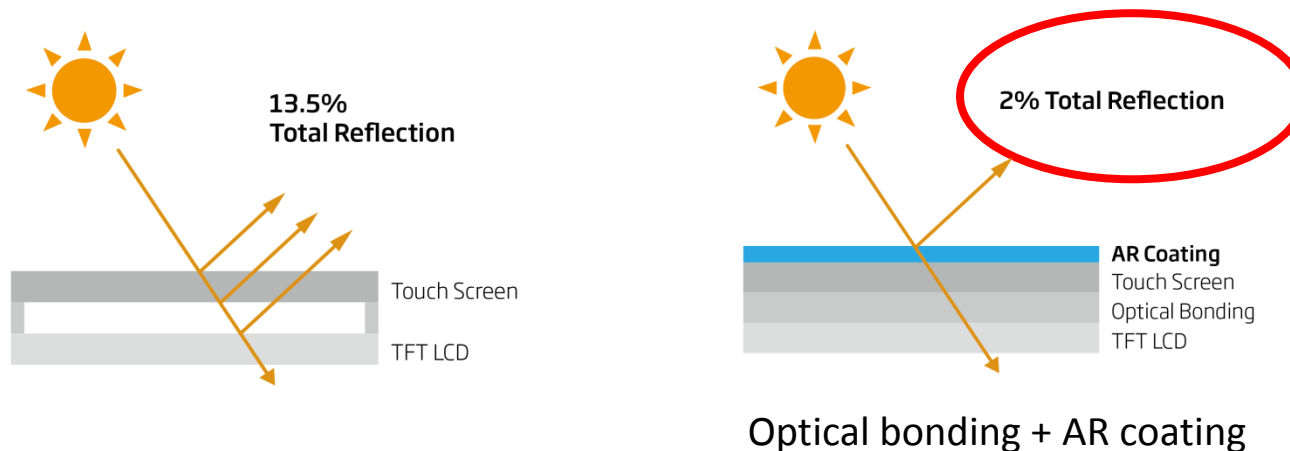 13.5%
Total Reflection
Touch Screen
TFT LCD
2% Total Reflection
AR Coating
Touch Screen
Optical Bonding
TFT LCD
Optical bonding + AR coating